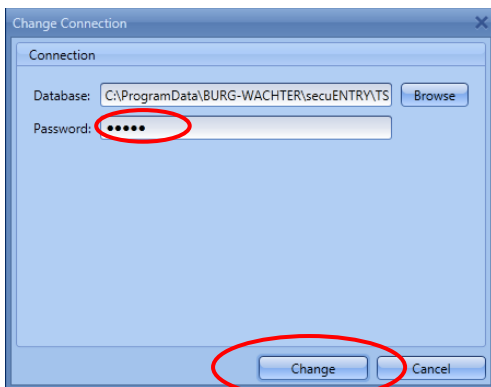 Change Connection
Connection
Database: C:\ProgramData\BURG-WACHTER\secuENTRY\TS Browse
Password: •••••
Change Cancel